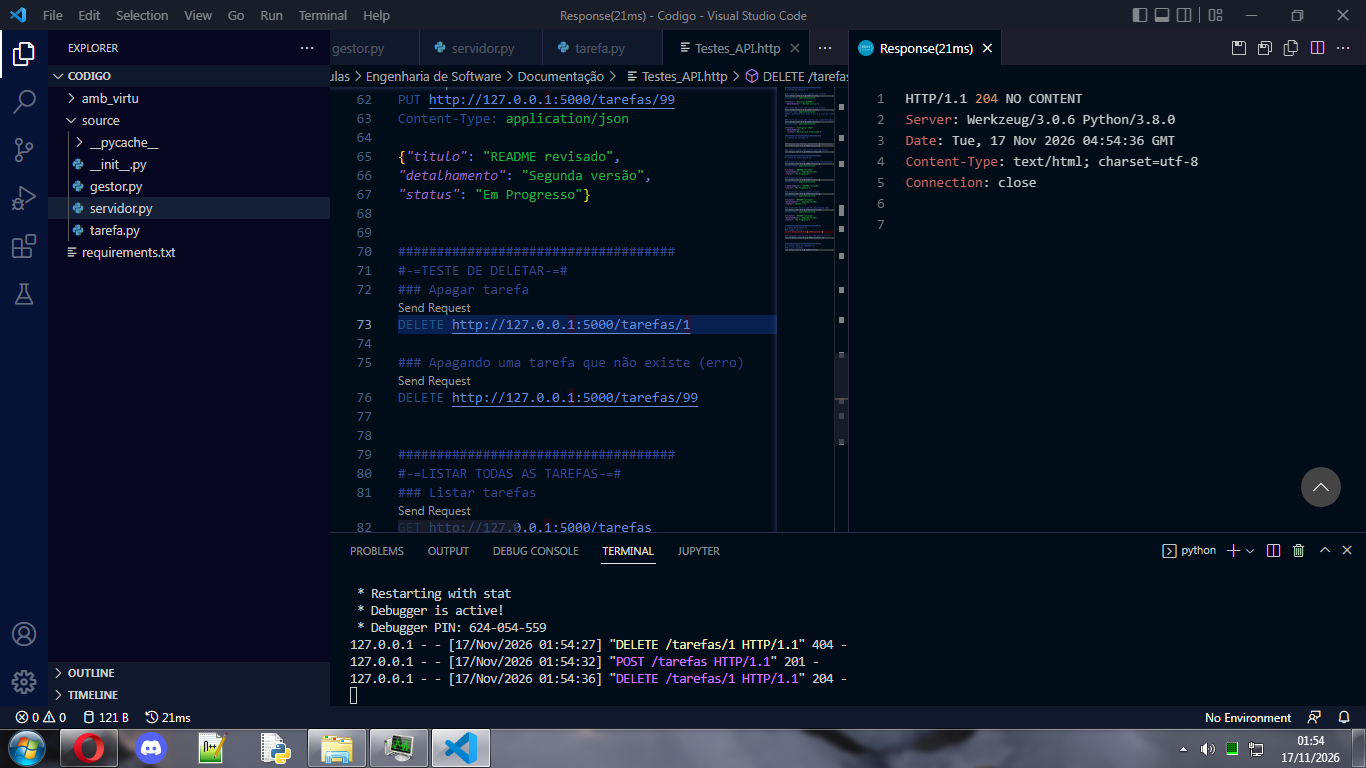 File Edit Selection View Go Run Terminal Help
Response(21ms) - Codigo - Visual Studio Code
EXPLORER
CODIGO
amb_virtu
source
__pycache__
__init__.py
gestor.py
servidor.py
tarefa.py
requirements.txt
OUTLINE
TIMELINE
gestor.py servidor.py tarefa.py Testes_API.http
ulas > Engenharia de Software > Documentação > Testes_API.http > DELETE /tarefas
62 PUT http://127.0.0.1:5000/tarefas/99
63 Content-Type: application/json
64
65 {"titulo": "README revisado",
66 "detalhamento": "Segunda versão",
67 "status": "Em Progresso"}
68
69
70 ####################################
71 #-=TESTE DE DELETAR-=#
72 ### Apagar tarefa
Send Request
73 DELETE http://127.0.0.1:5000/tarefas/1
74
75 ### Apagando uma tarefa que não existe (erro)
Send Request
76 DELETE http://127.0.0.1:5000/tarefas/99
77
78
79 ####################################
80 #-=LISTAR TODAS AS TAREFAS-=#
81 ### Listar tarefas
Send Request
82 GET http://127.0.0.1:5000/tarefas
Response(21ms)
1 HTTP/1.1 204 NO CONTENT
2 Server: Werkzeug/3.0.6 Python/3.8.0
3 Date: Tue, 17 Nov 2026 04:54:36 GMT
4 Content-Type: text/html; charset=utf-8
5 Connection: close
6
7
PROBLEMS OUTPUT DEBUG CONSOLE TERMINAL JUPYTER
python
* Restarting with stat
* Debugger is active!
* Debugger PIN: 624-054-559
127.0.0.1 - - [17/Nov/2026 01:54:27] "DELETE /tarefas/1 HTTP/1.1" 404 -
127.0.0.1 - - [17/Nov/2026 01:54:32] "POST /tarefas HTTP/1.1" 201 -
127.0.0.1 - - [17/Nov/2026 01:54:36] "DELETE /tarefas/1 HTTP/1.1" 204 -
0 0 121 B 21ms
No Environment
01:54
17/11/2026